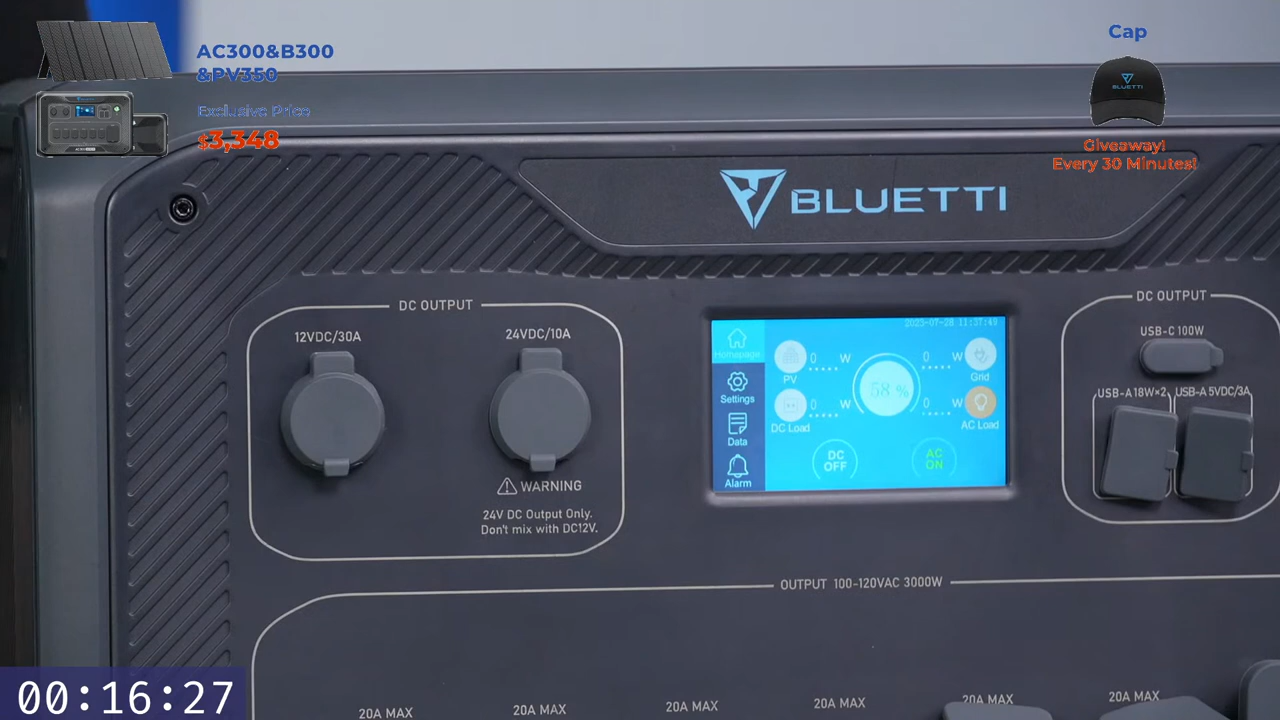 AC300&B300
&PV350
Exclusive Price
$3,348
Cap
BLUETTI
Giveaway!
Every 30 Minutes!
BLUETTI
DC OUTPUT
12VDC/30A
24VDC/10A
WARNING
24V DC Output Only.
Don't mix with DC12V.
11:37:49
Homepage
Settings
Data
Alarm
0 W
PV
0 W
DC Load
58 %
0 W
Grid
0 W
AC Load
DC
OFF
AC
ON
DC OUTPUT
USB-C 100W
USB-A 18W×2
USB-A 5VDC/3A
OUTPUT 100-120VAC 3000W
20A MAX
20A MAX
20A MAX
20A MAX
20A MAX
20A MAX
00:16:27